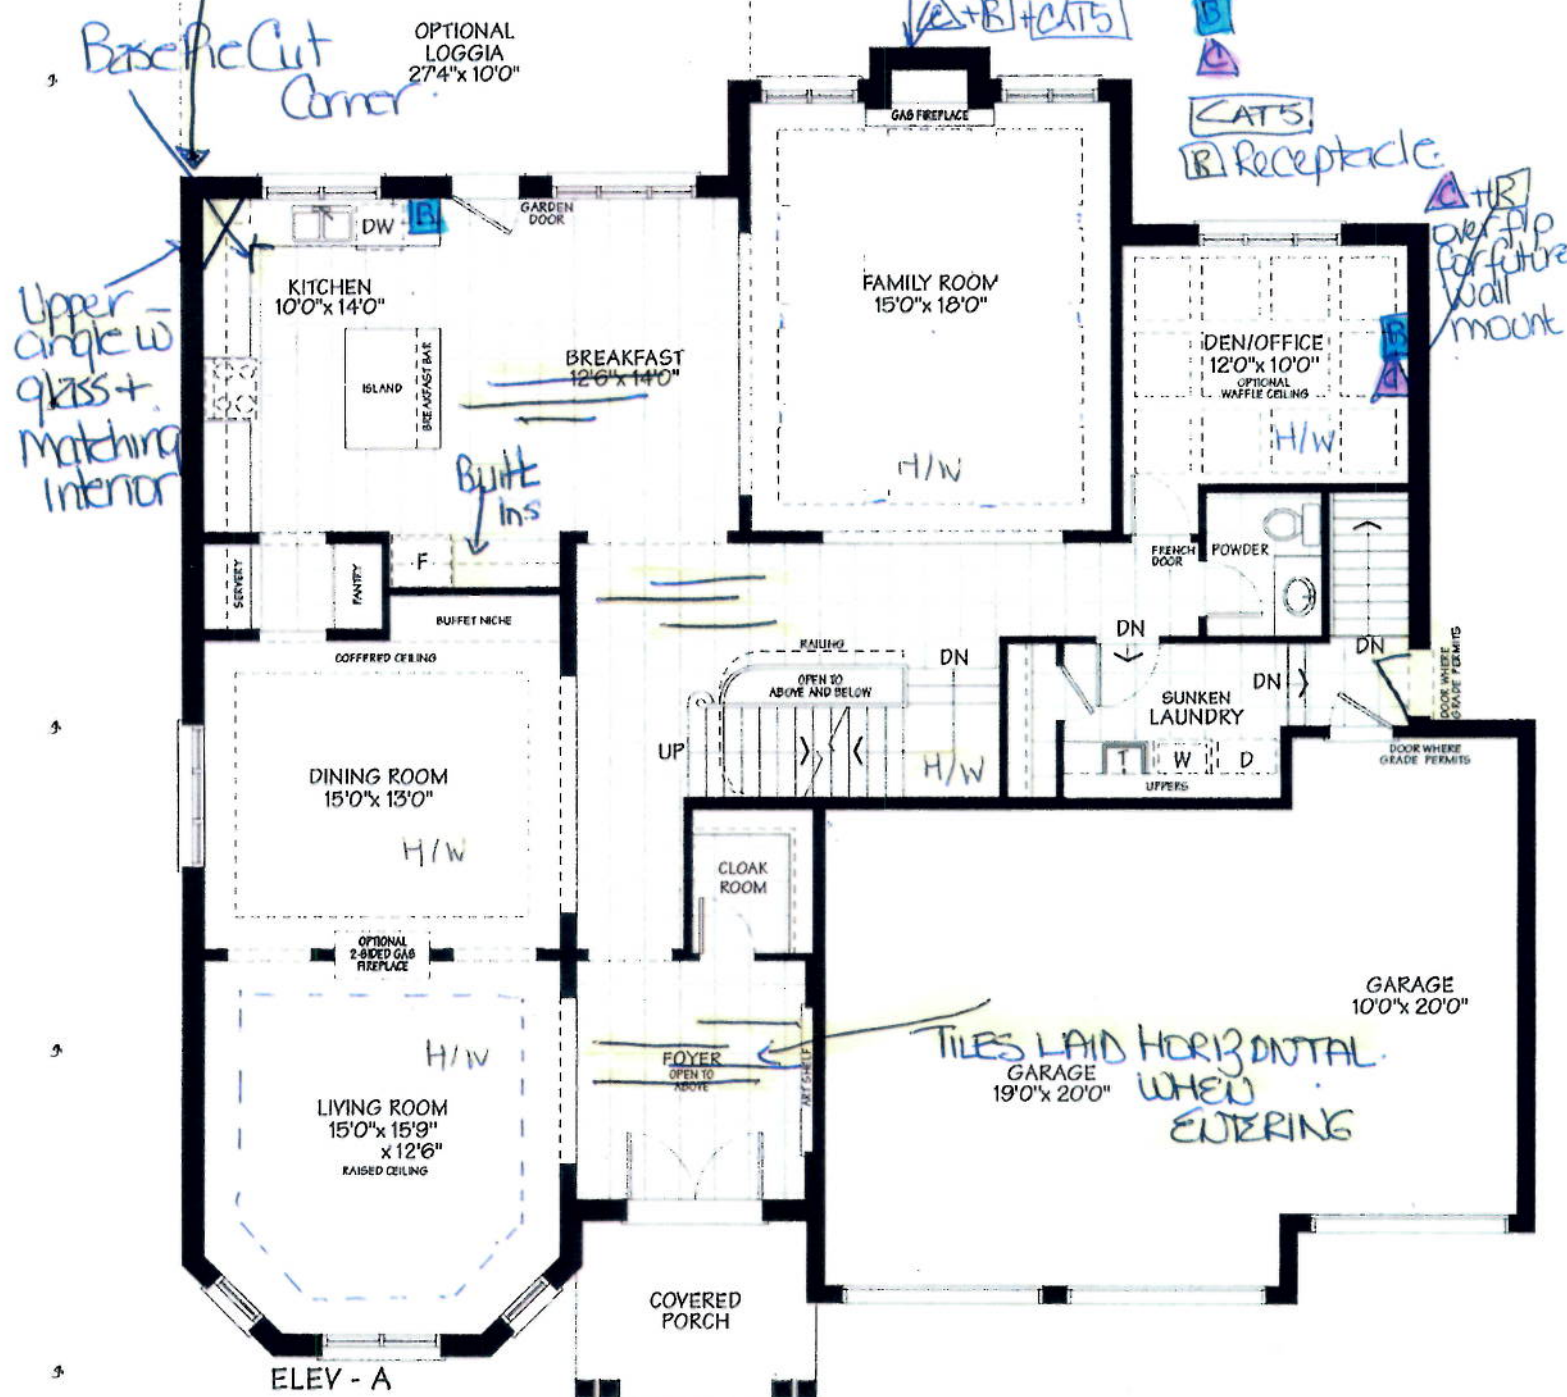 Base Pie Cut
Corner
OPTIONAL
LOGGIA
27'4"x 10'0"
C + R + CAT5
B
C
CAT5
R Receptacle
C + R
over f/p
for future
wall
mount
GAS FIREPLACE
GARDEN
DOOR
DW
B
KITCHEN
10'0"x 14'0"
Upper
angle w
glass +
Matching
Interior
ISLAND
BREAKFAST BAR
BREAKFAST
12'6"x 14'0"
FAMILY ROOM
15'0"x 18'0"
H/W
DEN/OFFICE
12'0"x 10'0"
OPTIONAL
WAFFLE CEILING
H/W
B
C
Built
Ins
F
SERVERY
PANTRY
BUFFET NICHE
FRENCH
DOOR
POWDER
COFFERED CEILING
RAILING
OPEN TO
ABOVE AND BELOW
DN
DN
DN
DN
SUNKEN
LAUNDRY
DOOR WHERE
GRADE PERMITS
DOOR WHERE
GRADE PERMITS
UP
H/W
T
W
D
UPPERS
DINING ROOM
15'0"x 13'0"
H/W
CLOAK
ROOM
OPTIONAL
2-SIDED GAS
FIREPLACE
GARAGE
10'0"x 20'0"
H/W
FOYER
OPEN TO
ABOVE
ART SHELF
TILES LAID HORIZONTAL
WHEN
ENTERING
GARAGE
19'0"x 20'0"
LIVING ROOM
15'0"x 15'9"
x 12'6"
RAISED CEILING
COVERED
PORCH
ELEV - A